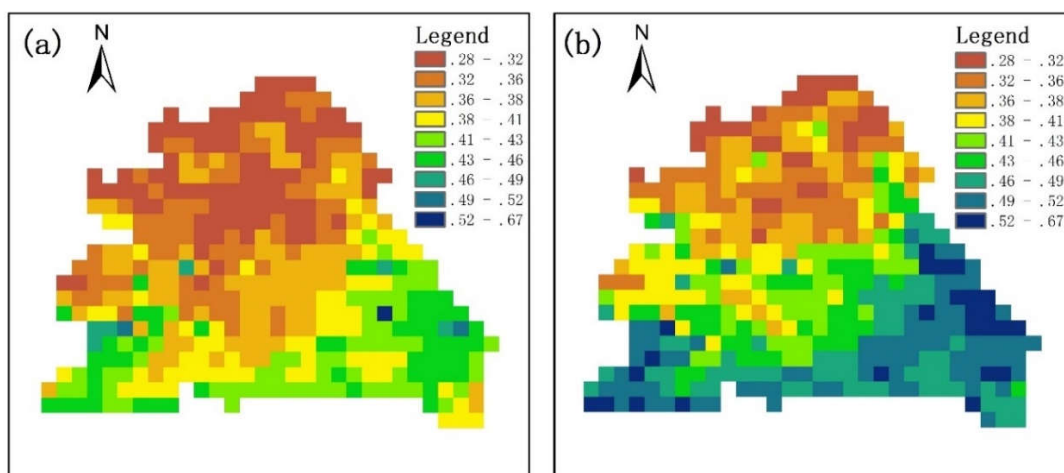 (a)
N
Legend
.28 - .32
.32 - .36
.36 - .38
.38 - .41
.41 - .43
.43 - .46
.46 - .49
.49 - .52
.52 - .67
(b)
N
Legend
.28 - .32
.32 - .36
.36 - .38
.38 - .41
.41 - .43
.43 - .46
.46 - .49
.49 - .52
.52 - .67